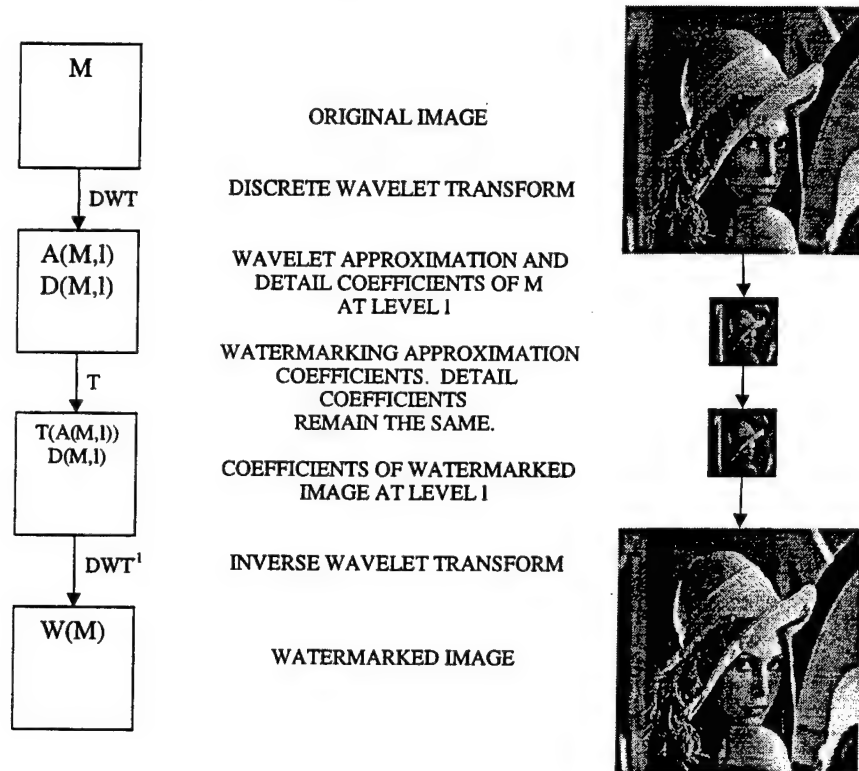 M
ORIGINAL IMAGE
DWT
DISCRETE WAVELET TRANSFORM
A(M,l)
D(M,l)
WAVELET APPROXIMATION AND
DETAIL COEFFICIENTS OF M
AT LEVEL l
T
WATERMARKING APPROXIMATION
COEFFICIENTS. DETAIL
COEFFICIENTS
REMAIN THE SAME.
T(A(M,l))
D(M,l)
COEFFICIENTS OF WATERMARKED
IMAGE AT LEVEL l
DWT¹
INVERSE WAVELET TRANSFORM
W(M)
WATERMARKED IMAGE